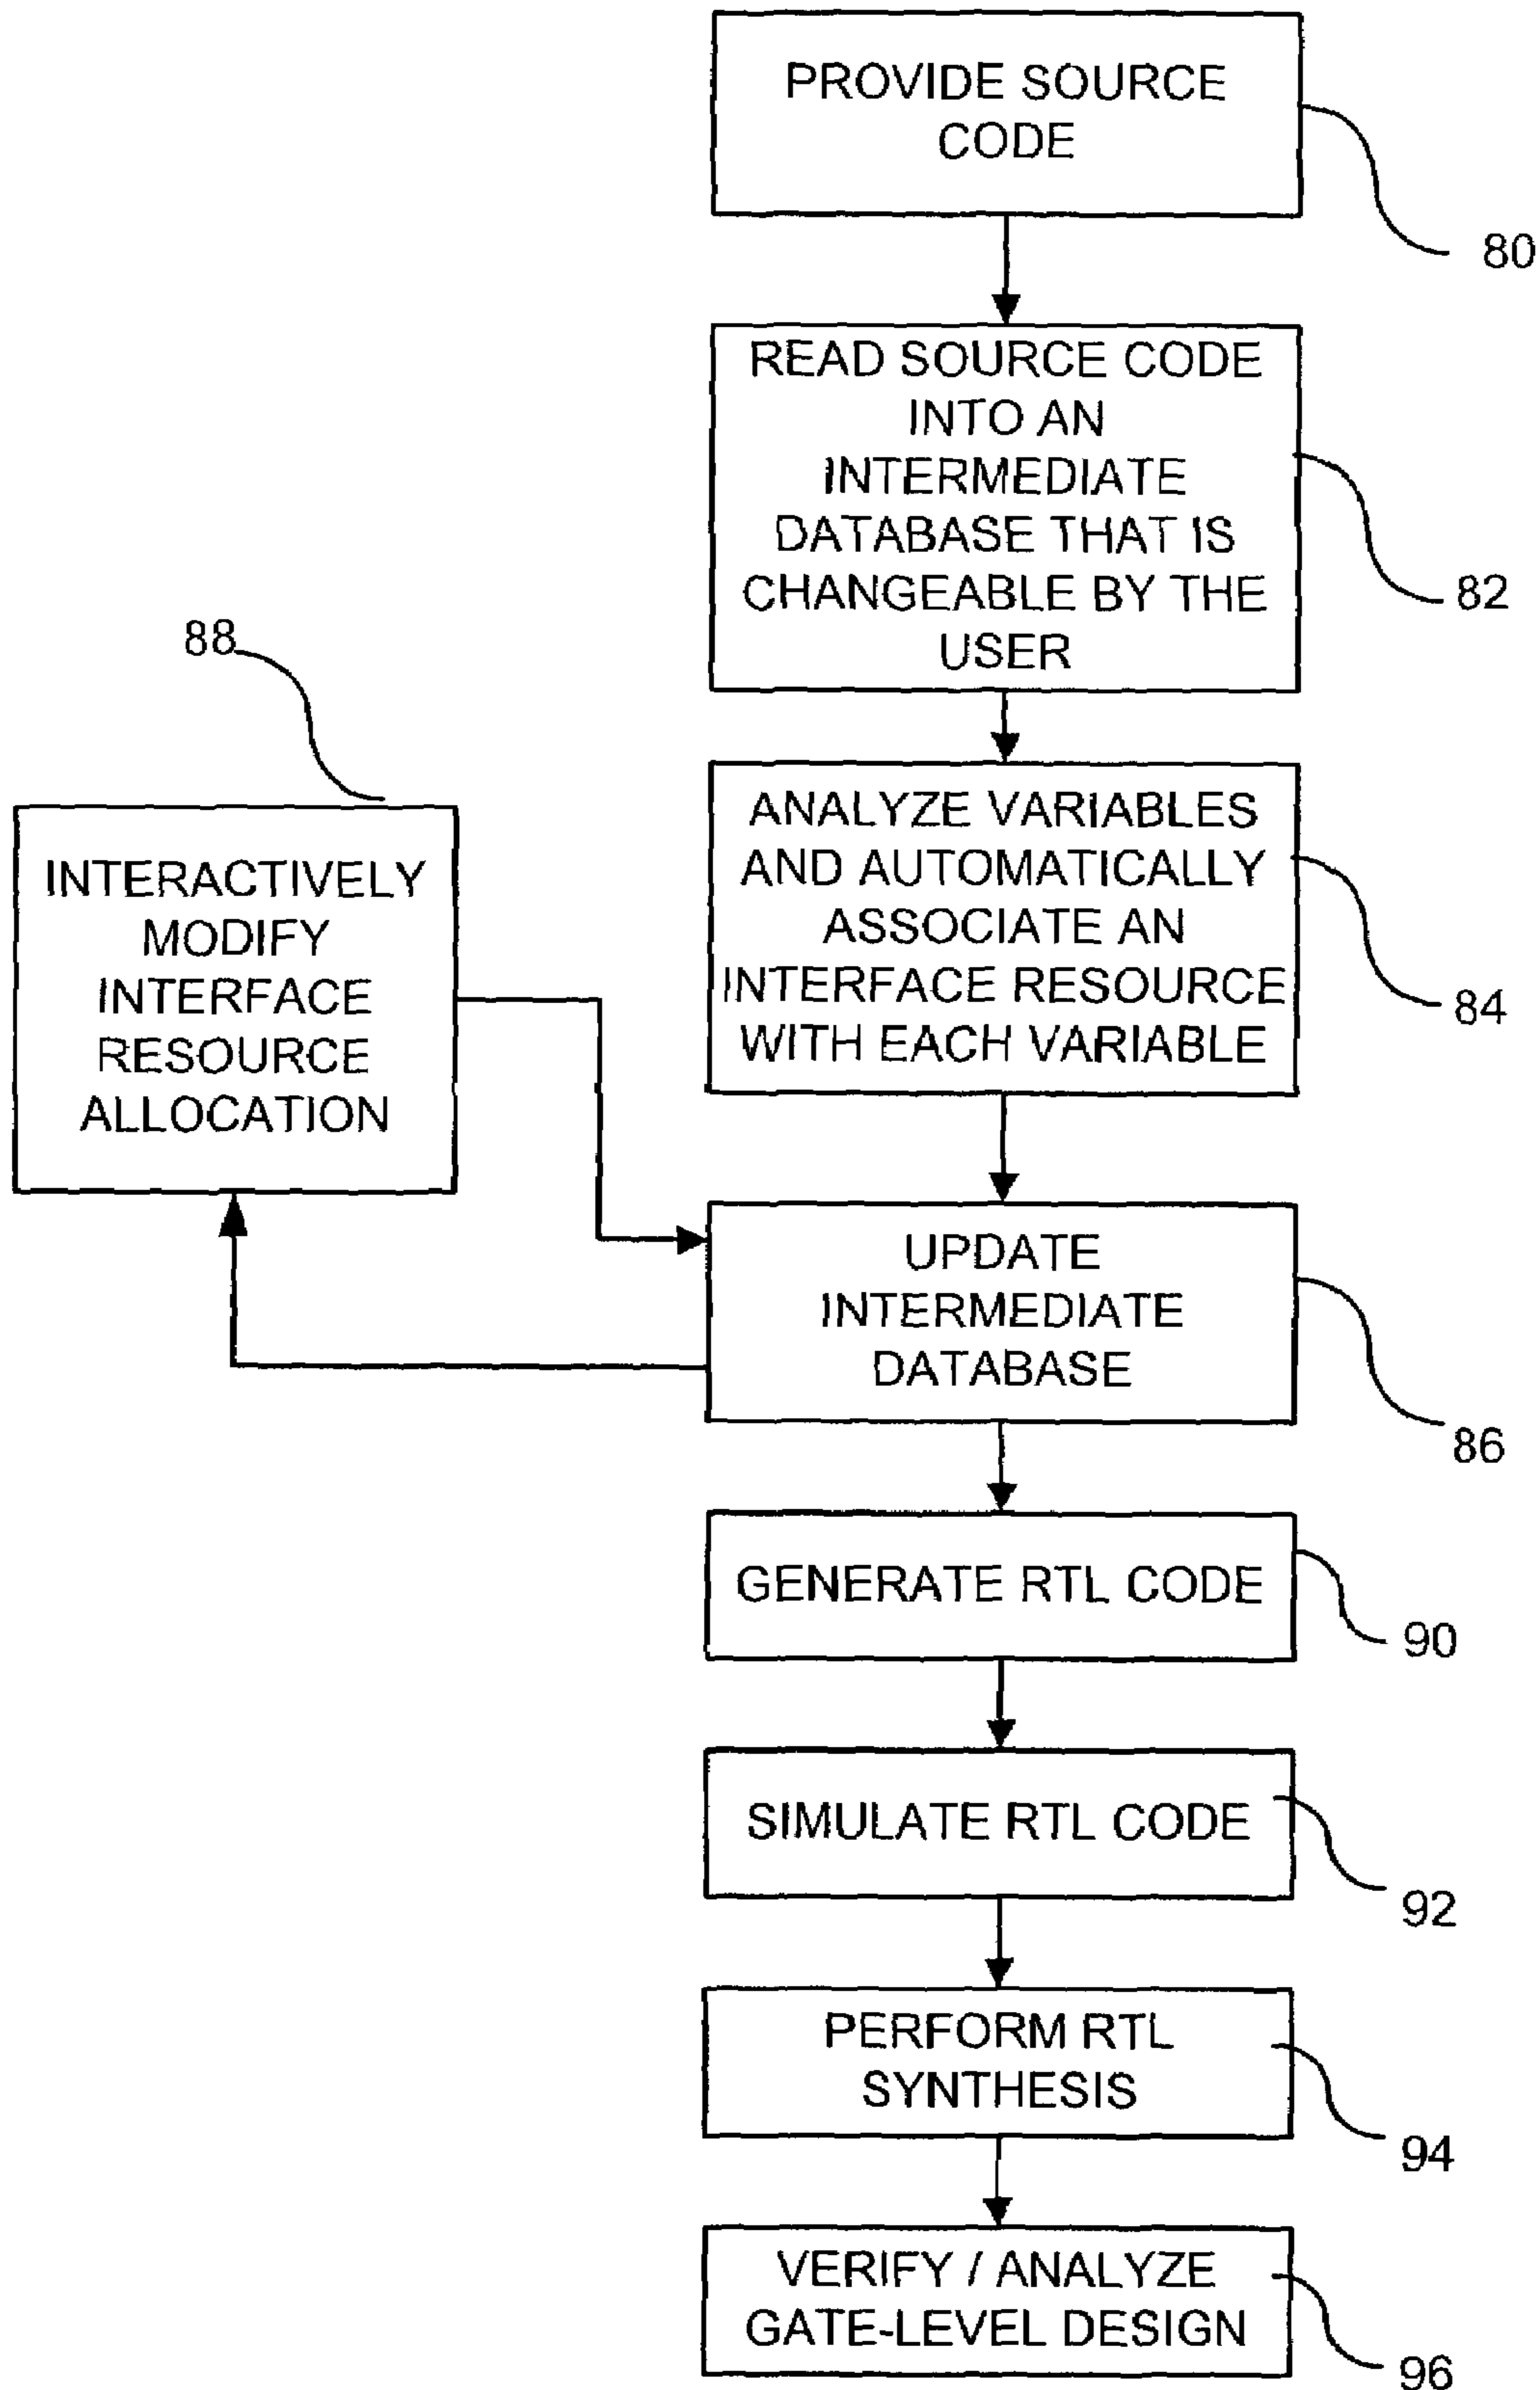 PROVIDE SOURCE
CODE
80
READ SOURCE CODE
INTO AN
INTERMEDIATE
DATABASE THAT IS
CHANGEABLE BY THE
USER
82
88
ANALYZE VARIABLES
AND AUTOMATICALLY
ASSOCIATE AN
INTERFACE RESOURCE
WITH EACH VARIABLE
84
INTERACTIVELY
MODIFY
INTERFACE
RESOURCE
ALLOCATION
UPDATE
INTERMEDIATE
DATABASE
86
GENERATE RTL CODE
90
SIMULATE RTL CODE
92
PERFORM RTL
SYNTHESIS
94
VERIFY / ANALYZE
GATE-LEVEL DESIGN
96